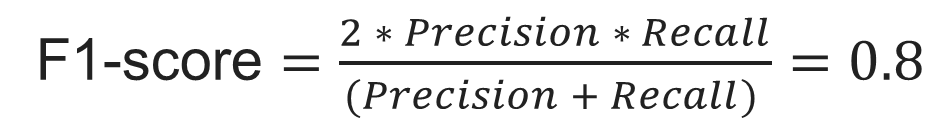 F1-score = 2 * Precision * Recall / (Precision + Recall) = 0.8